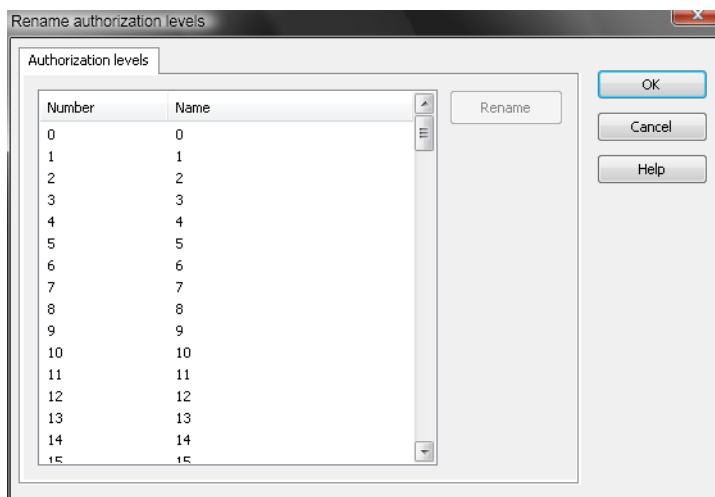 Rename authorization levels
Authorization levels
Number Name
0 0
1 1
2 2
3 3
4 4
5 5
6 6
7 7
8 8
9 9
10 10
11 11
12 12
13 13
14 14
15 15
Rename
OK
Cancel
Help